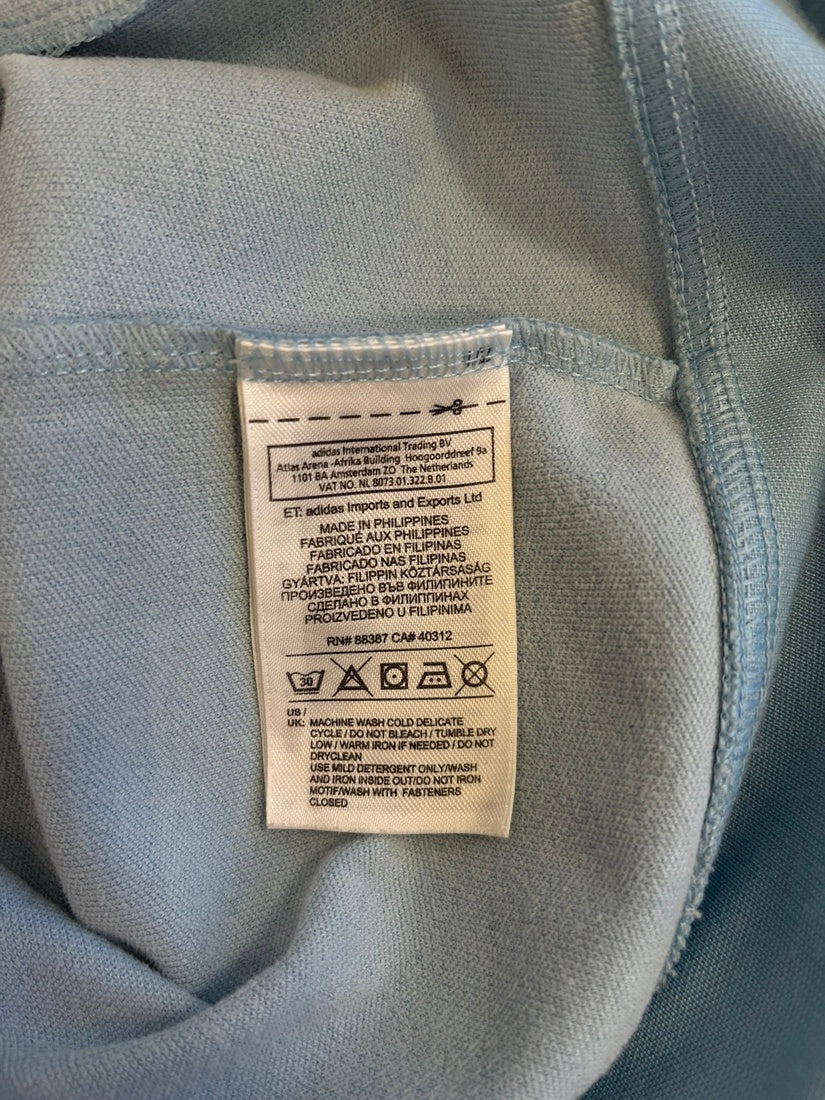 adidas International Trading BV
Atlas Arena -Afrika Building Hoogoorddreef 9a
1101 BA Amsterdam ZO The Netherlands
VAT NO. NL 8073.01.322.B.01
ET: adidas Imports and Exports Ltd
MADE IN PHILIPPINES
FABRIQUÉ AUX PHILIPPINES
FABRICADO EN FILIPINAS
FABRICADO NAS FILIPINAS
GYÁRTVA: FILIPPIN KÖZTÁRSASÁG
ПРОИЗВЕДЕНО ВЪВ ФИЛИПИНИТЕ
СДЕЛАНО В ФИЛИППИНАХ
PROIZVEDENO U FILIPINIMA
RN# 88387 CA# 40312
30
US /
UK: MACHINE WASH COLD DELICATE
CYCLE / DO NOT BLEACH / TUMBLE DRY
LOW / WARM IRON IF NEEDED / DO NOT
DRYCLEAN
USE MILD DETERGENT ONLY/WASH
AND IRON INSIDE OUT/DO NOT IRON
MOTIF/WASH WITH FASTENERS
CLOSED